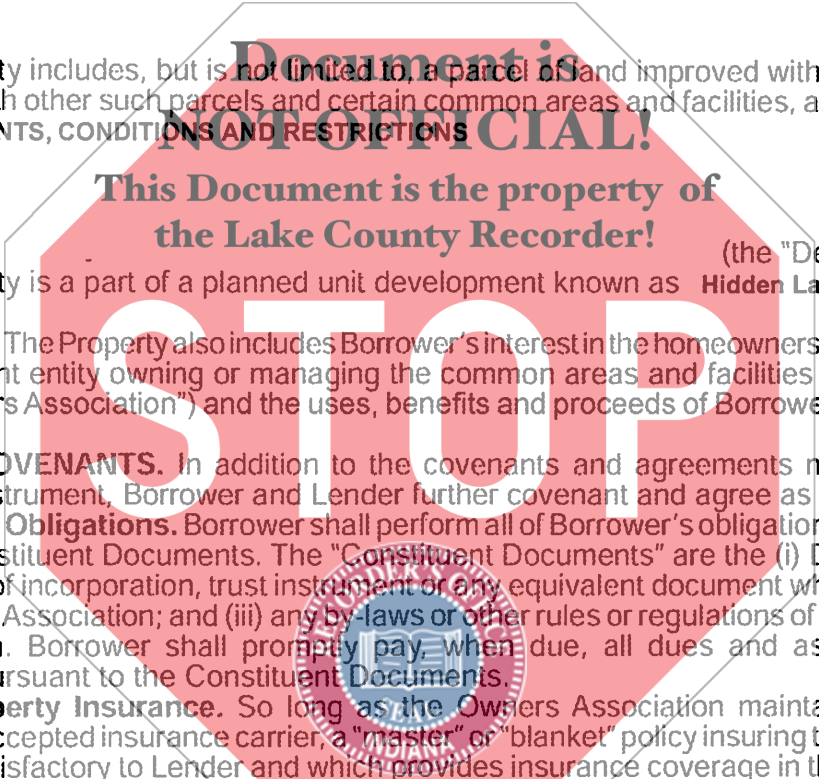 Document is
ty includes, but is not limited to, a parcel of land improved with
h other such parcels and certain common areas and facilities, a
NTS, CONDITIONS AND RESTRICTIONS
NOT OFFICIAL!
This Document is the property of
the Lake County Recorder!
(the "De
ty is a part of a planned unit development known as Hidden La
STOP
The Property also includes Borrower's interest in the homeowners
nt entity owning or managing the common areas and facilities
rs Association") and the uses, benefits and proceeds of Borrowe
OVENANTS. In addition to the covenants and agreements m
strument, Borrower and Lender further covenant and agree as
Obligations. Borrower shall perform all of Borrower's obligation
stituent Documents. The "Constituent Documents" are the (i) D
of incorporation, trust instrument or any equivalent document wh
Association; and (iii) any by-laws or other rules or regulations of
. Borrower shall promptly pay, when due, all dues and as
rsuant to the Constituent Documents.
erty Insurance. So long as the Owners Association mainta
ccepted insurance carrier, a "master" or "blanket" policy insuring t
isfactory to Lender and which provides insurance coverage in th
INDIANA